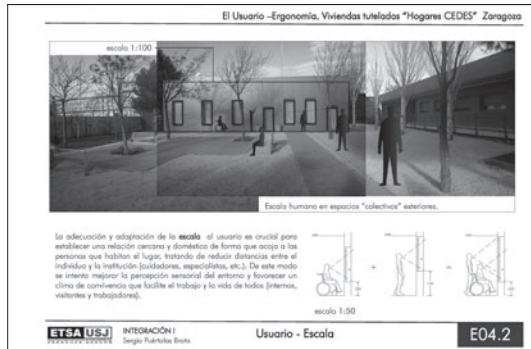 El Usuario –Ergonomía. Viviendas tuteladas "Hogares CEDES" Zaragoza
escala 1:100
Escala humana en espacios "colectivos" exteriores.
La adecuación y adaptación de la escala al usuario es crucial para
establecer una relación cercana y doméstica de forma que acoja a las
personas que habitan el lugar, tratando de reducir distancias entre el
individuo y la institución (cuidadores, especialistas, etc.). De este modo
se intenta mejorar la percepción sensorial del entorno y favorecer un
clima de convivencia que facilite el trabajo y la vida de todos (internos,
visitantes y trabajadores).
escala 1:50
ETSA USJ
INTEGRACIÓN I
Sergio Puértolas Broto
Usuario - Escala
E04.2